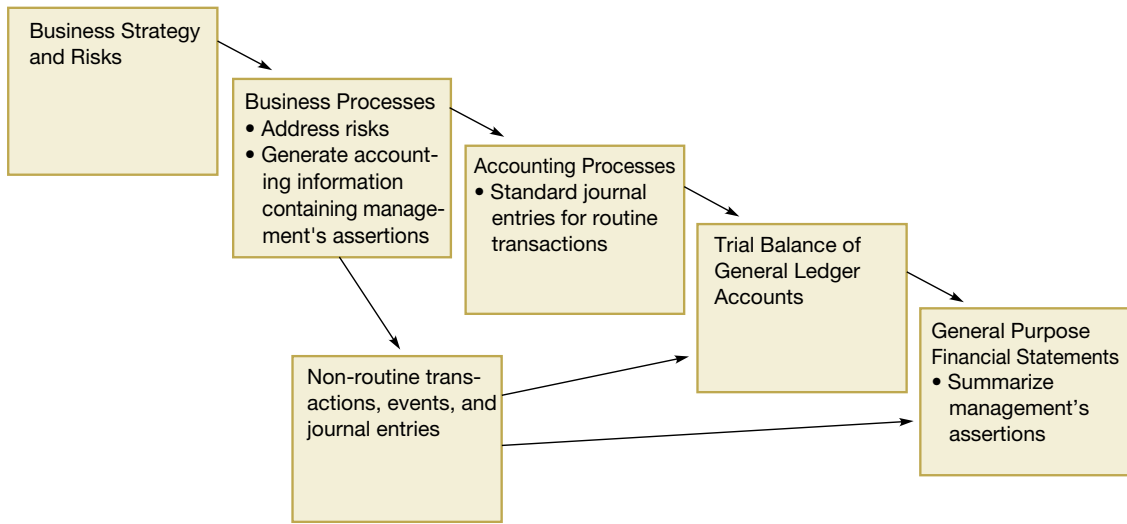 Business Strategy
and Risks
Business Processes
• Address risks
• Generate account-
ing information
containing manage-
ment's assertions
Accounting Processes
• Standard journal
entries for routine
transactions
Trial Balance of
General Ledger
Accounts
General Purpose
Financial Statements
• Summarize
management’s
assertions
Non-routine trans-
actions, events, and
journal entries